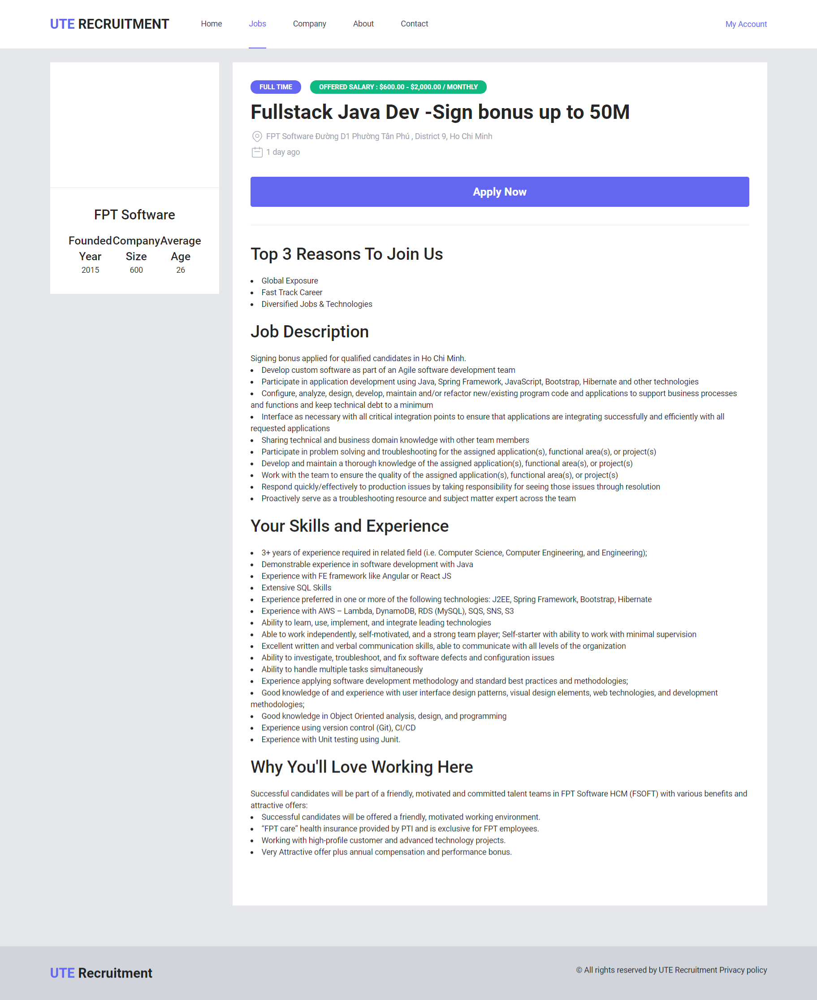 UTE RECRUITMENT
Home
Jobs
Company
About
Contact
My Account
FPT Software
Founded Year
2015
Company Size
600
Average Age
26
FULL TIME
OFFERED SALARY : $600.00 - $2,000.00 / MONTHLY
Fullstack Java Dev -Sign bonus up to 50M
FPT Software Đường D1 Phường Tân Phú , District 9, Ho Chi Minh
1 day ago
Apply Now
Top 3 Reasons To Join Us
• Global Exposure
• Fast Track Career
• Diversified Jobs & Technologies
Job Description
Signing bonus applied for qualified candidates in Ho Chi Minh.
• Develop custom software as part of an Agile software development team
• Participate in application development using Java, Spring Framework, JavaScript, Bootstrap, Hibernate and other technologies
• Configure, analyze, design, develop, maintain and/or refactor new/existing program code and applications to support business processes
and functions and keep technical debt to a minimum
• Interface as necessary with all critical integration points to ensure that applications are integrating successfully and efficiently with all
requested applications
• Sharing technical and business domain knowledge with other team members
• Participate in problem solving and troubleshooting for the assigned application(s), functional area(s), or project(s)
• Develop and maintain a thorough knowledge of the assigned application(s), functional area(s), or project(s)
• Work with the team to ensure the quality of the assigned application(s), functional area(s), or project(s)
• Respond quickly/effectively to production issues by taking responsibility for seeing those issues through resolution
• Proactively serve as a troubleshooting resource and subject matter expert across the team
Your Skills and Experience
• 3+ years of experience required in related field (i.e. Computer Science, Computer Engineering, and Engineering);
• Demonstrable experience in software development with Java
• Experience with FE framework like Angular or React JS
• Extensive SQL Skills
• Experience preferred in one or more of the following technologies: J2EE, Spring Framework, Bootstrap, Hibernate
• Experience with AWS – Lambda, DynamoDB, RDS (MySQL), SQS, SNS, S3
• Ability to learn, use, implement, and integrate leading technologies
• Able to work independently, self-motivated, and a strong team player; Self-starter with ability to work with minimal supervision
• Excellent written and verbal communication skills, able to communicate with all levels of the organization
• Ability to investigate, troubleshoot, and fix software defects and configuration issues
• Ability to handle multiple tasks simultaneously
• Experience applying software development methodology and standard best practices and methodologies;
• Good knowledge of and experience with user interface design patterns, visual design elements, web technologies, and development
methodologies;
• Good knowledge in Object Oriented analysis, design, and programming
• Experience using version control (Git), CI/CD
• Experience with Unit testing using Junit.
Why You'll Love Working Here
Successful candidates will be part of a friendly, motivated and committed talent teams in FPT Software HCM (FSOFT) with various benefits and
attractive offers:
• Successful candidates will be offered a friendly, motivated working environment.
• “FPT care” health insurance provided by PTI and is exclusive for FPT employees.
• Working with high-profile customer and advanced technology projects.
• Very Attractive offer plus annual compensation and performance bonus.
UTE Recruitment
© All rights reserved by UTE Recruitment Privacy policy